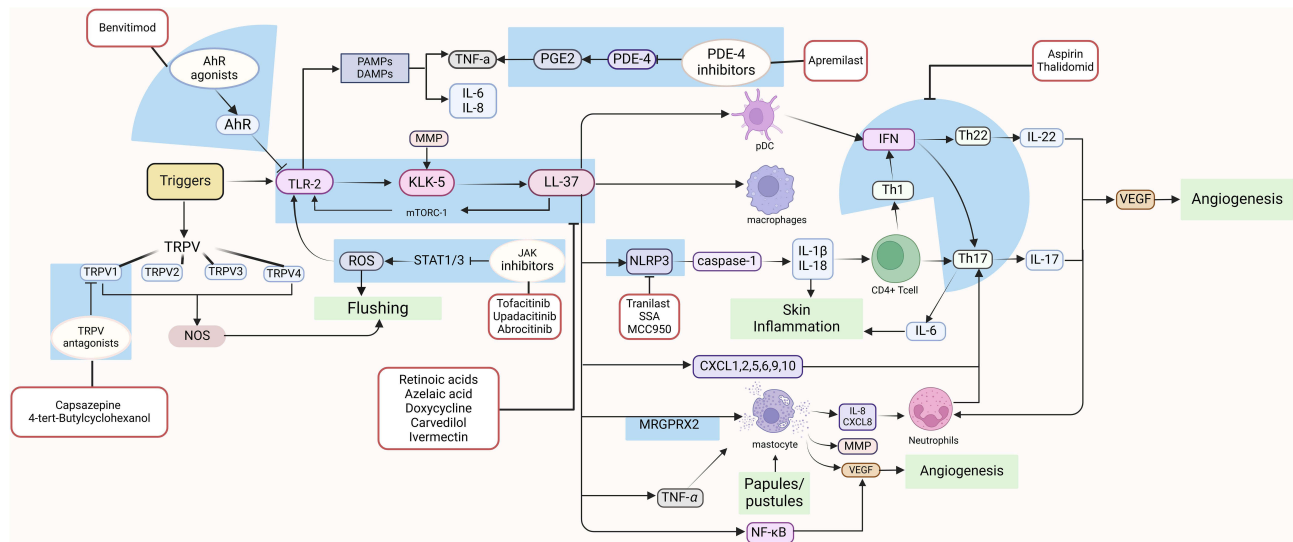 Benvitimod
AhR
agonists
AhR
PAMPs
DAMPs
TNF-a
IL-6
IL-8
PGE2
PDE-4
PDE-4
inhibitors
Apremilast
Aspirin
Thalidomid
pDC
IFN
Th22
IL-22
Th1
MMP
Triggers
TLR-2
KLK-5
LL-37
mTORC-1
macrophages
VEGF
Angiogenesis
TRPV
TRPV1
TRPV2
TRPV3
TRPV4
ROS
STAT1/3
JAK
inhibitors
Flushing
Tofacitinib
Upadacitinib
Abrocitinib
NLRP3
caspase-1
IL-1β
IL-18
CD4+ Tcell
Th17
IL-17
Tranilast
SSA
MCC950
Skin
Inflammation
IL-6
TRPV
antagonists
NOS
Capsazepine
4-tert-Butylcyclohexanol
Retinoic acids
Azelaic acid
Doxycycline
Carvedilol
Ivermectin
CXCL1,2,5,6,9,10
MRGPRX2
mastocyte
IL-8
CXCL8
Neutrophils
MMP
VEGF
Angiogenesis
TNF-α
Papules/
pustules
NF-κB